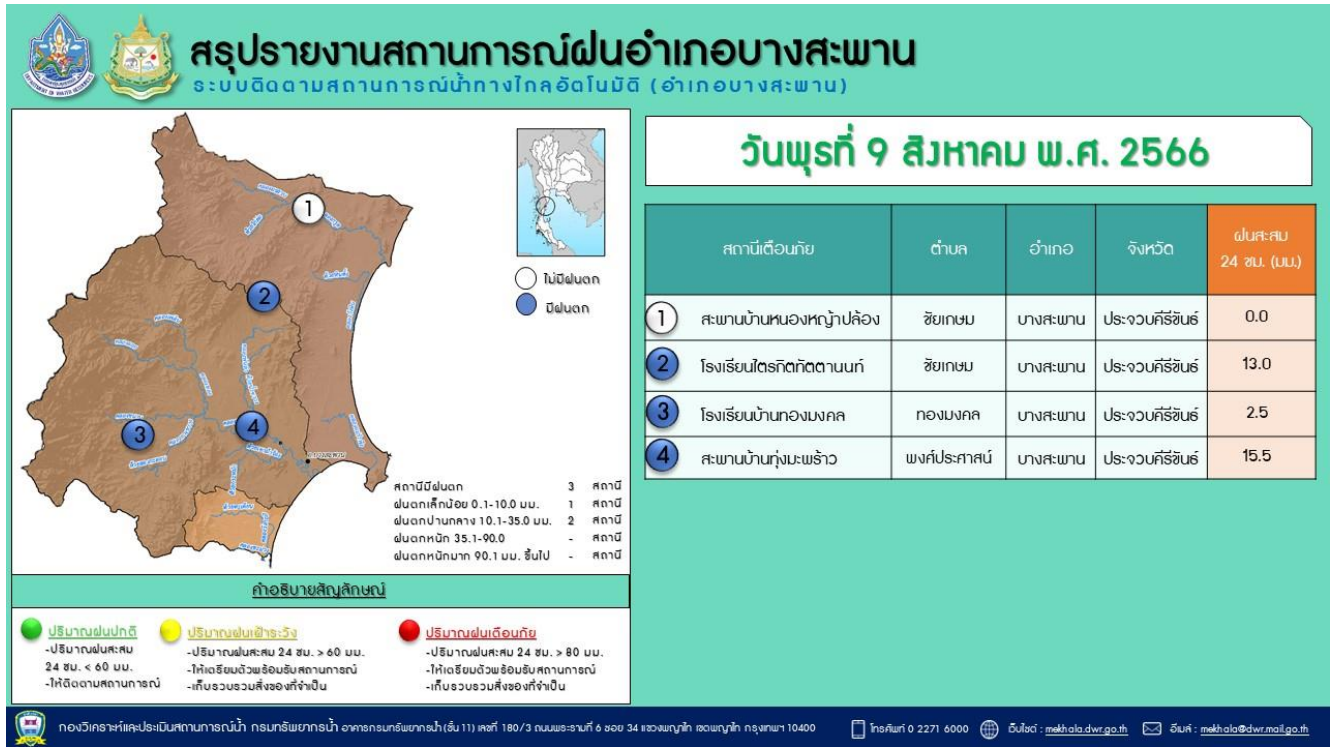 สรุปรายงานสถานการณ์ฝนอำเภอบางสะพาน
ระบบติดตามสถานการณ์น้ำทางไกลอัตโนมัติ (อำเภอบางสะพาน)
วันพุธที่ 9 สิงหาคม พ.ศ. 2566
1
2
3
4
ไม่มีฝนตก
มีฝนตก
สถานีมีฝนตก 3 สถานี
ฝนตกเล็กน้อย 0.1-10.0 มม. 1 สถานี
ฝนตกปานกลาง 10.1-35.0 มม. 2 สถานี
ฝนตกหนัก 35.1-90.0 - สถานี
ฝนตกหนักมาก 90.1 มม. ขึ้นไป - สถานี
สถานีเตือนภัย ตำบล อำเภอ จังหวัด ฝนสะสม
24 ชม. (มม.)
1 สะพานบ้านหนองหญ้าปล้อง ชัยเกษม บางสะพาน ประจวบคีรีขันธ์ 0.0
2 โรงเรียนไตรกิตทัตตานนท์ ชัยเกษม บางสะพาน ประจวบคีรีขันธ์ 13.0
3 โรงเรียนบ้านทองมงคล ทองมงคล บางสะพาน ประจวบคีรีขันธ์ 2.5
4 สะพานบ้านทุ่งมะพร้าว พงศ์ประศาสน์ บางสะพาน ประจวบคีรีขันธ์ 15.5
คำอธิบายสัญลักษณ์
ปริมาณฝนปกติ
-ปริมาณฝนสะสม
24 ชม. < 60 มม.
-ให้ติดตามสถานการณ์
ปริมาณฝนเฝ้าระวัง
-ปริมาณฝนสะสม 24 ชม. > 60 มม.
-ให้เตรียมตัวพร้อมรับสถานการณ์
-เก็บรวบรวมสิ่งของที่จำเป็น
ปริมาณฝนเตือนภัย
-ปริมาณฝนสะสม 24 ชม. > 80 มม.
-ให้เตรียมตัวพร้อมรับสถานการณ์
-เก็บรวบรวมสิ่งของที่จำเป็น
กองวิเคราะห์และประเมินสถานการณ์น้ำ กรมทรัพยากรน้ำ อาคารกรมทรัพยากรน้ำ (ชั้น 11) เลขที่ 180/3 ถนนพระรามที่ 6 ซอย 34 แขวงพญาไท เขตพญาไท กรุงเทพฯ 10400 โทรศัพท์ 0 2271 6000 เว็บไซต์ : mekhala.dwr.go.th อีเมล์ : mekhala@dwr.mail.go.th